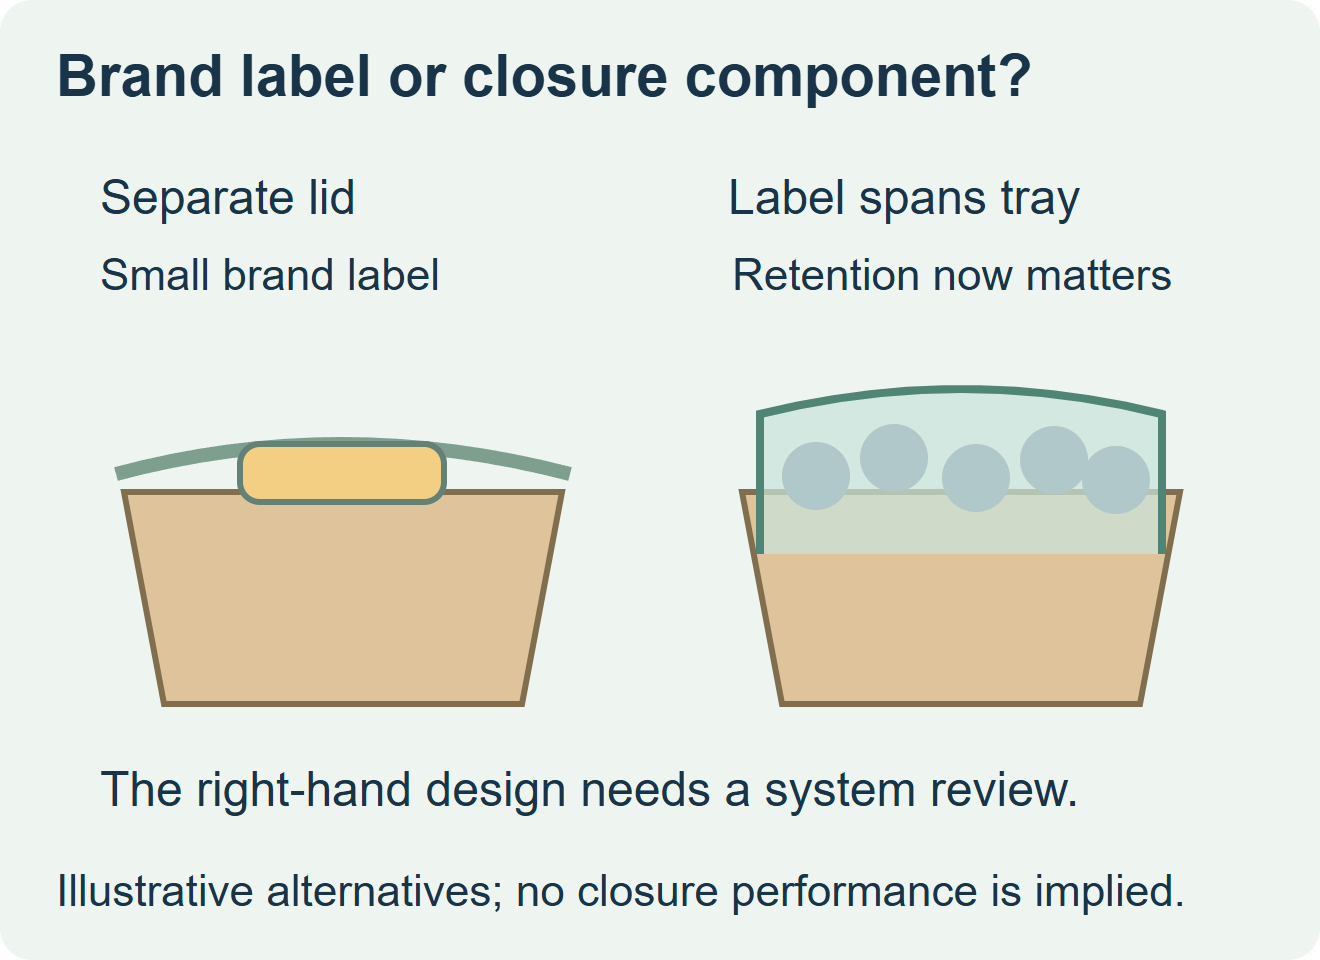 Brand label or closure component?
Separate lid
Small brand label
Label spans tray
Retention now matters
The right-hand design needs a system review.
Illustrative alternatives; no closure performance is implied.